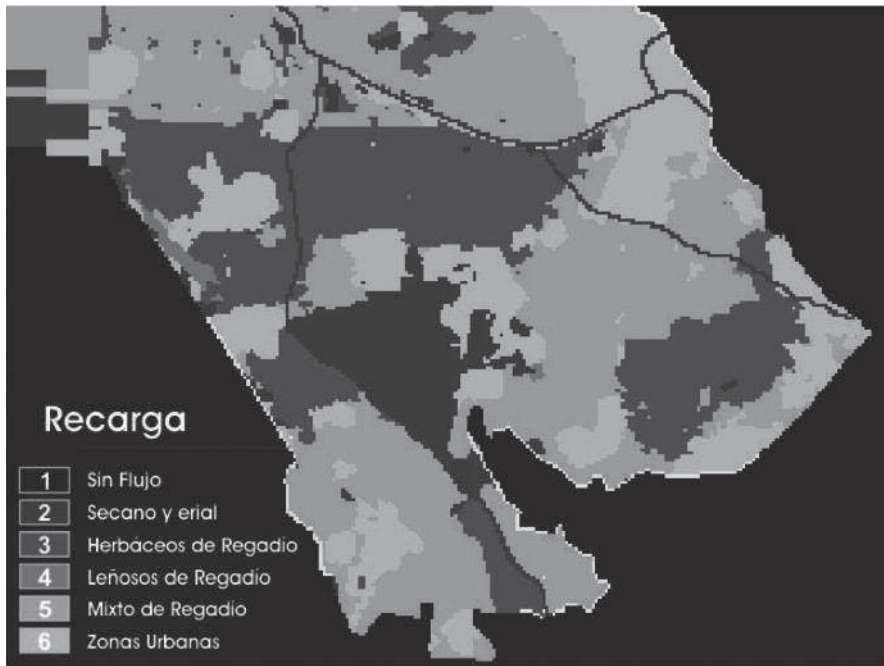 Recarga
1 Sin Flujo
2 Secano y erial
3 Herbáceos de Regadio
4 Leñosos de Regadio
5 Mixto de Regadio
6 Zonas Urbanas